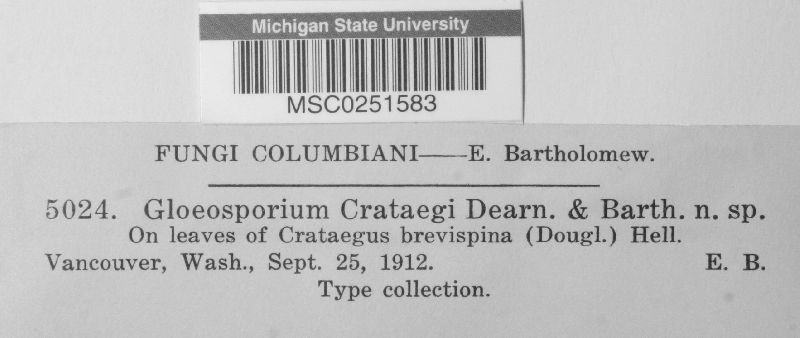 Michigan State University
MSC0251583
FUNGI COLUMBIANI——E. Bartholomew.
5024. Gloeosporium Crataegi Dearn. & Barth. n. sp.
On leaves of Crataegus brevispina (Dougl.) Hell.
Vancouver, Wash., Sept. 25, 1912. E. B.
Type collection.